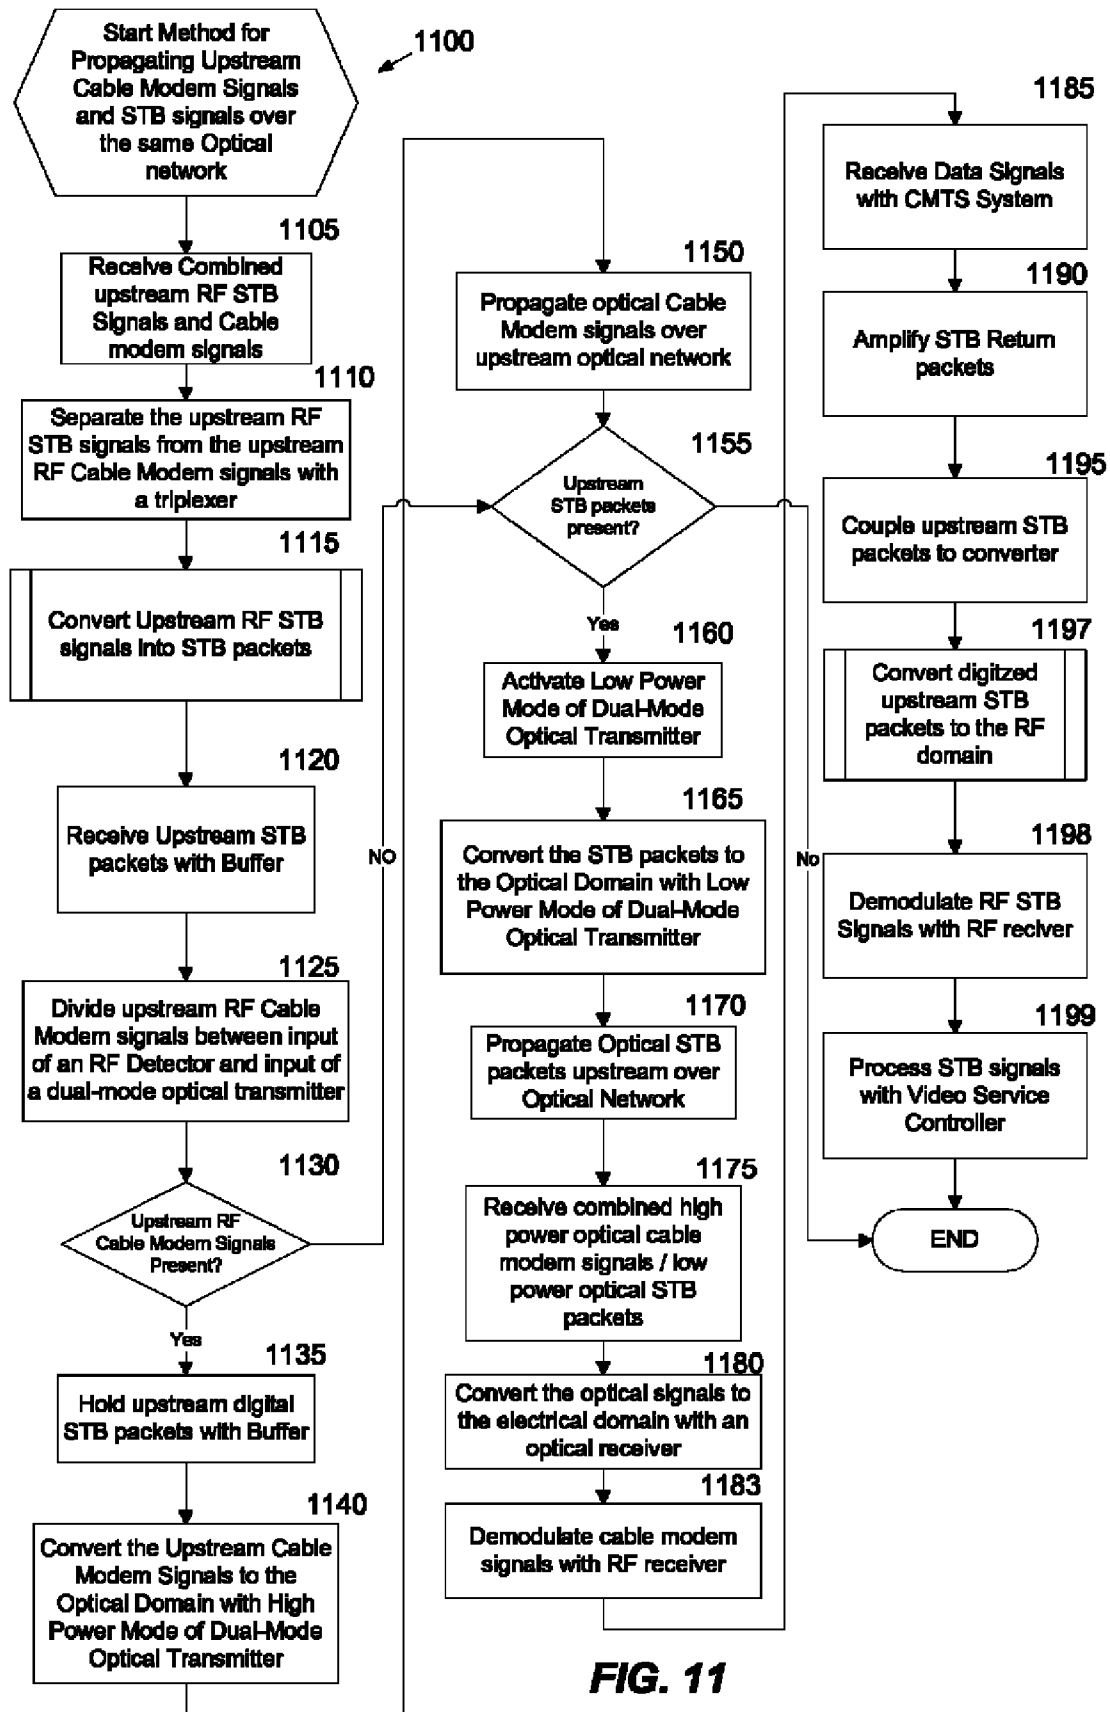 Start Method for
Propagating Upstream
Cable Modem Signals
and STB signals over
the same Optical
network
1100
1105
Receive Combined
upstream RF STB
Signals and Cable
modem signals
1110
Separate the upstream RF
STB signals from the upstream
RF Cable Modem signals with
a triplexer
1115
Convert Upstream RF STB
signals into STB packets
1120
Receive Upstream STB
packets with Buffer
1125
Divide upstream RF Cable
Modem signals between input
of an RF Detector and input of
a dual-mode optical transmitter
1130
Upstream RF
Cable Modem Signals
Present?
NO
Yes
1135
Hold upstream digital
STB packets with Buffer
1140
Convert the Upstream Cable
Modem Signals to the
Optical Domain with High
Power Mode of Dual-Mode
Optical Transmitter
1150
Propagate optical Cable
Modem signals over
upstream optical network
1155
Upstream
STB packets
present?
Yes
No
1160
Activate Low Power
Mode of Dual-Mode
Optical Transmitter
1165
Convert the STB packets to
the Optical Domain with Low
Power Mode of Dual-Mode
Optical Transmitter
1170
Propagate Optical STB
packets upstream over
Optical Network
1175
Receive combined high
power optical cable
modem signals / low
power optical STB
packets
1180
Convert the optical signals to
the electrical domain with an
optical receiver
1183
Demodulate cable modem
signals with RF receiver
1185
Receive Data Signals
with CMTS System
1190
Amplify STB Return
packets
1195
Couple upstream STB
packets to converter
1197
Convert digitzed
upstream STB
packets to the RF
domain
1198
Demodulate RF STB
Signals with RF reciver
1199
Process STB signals
with Video Service
Controller
END
FIG. 11